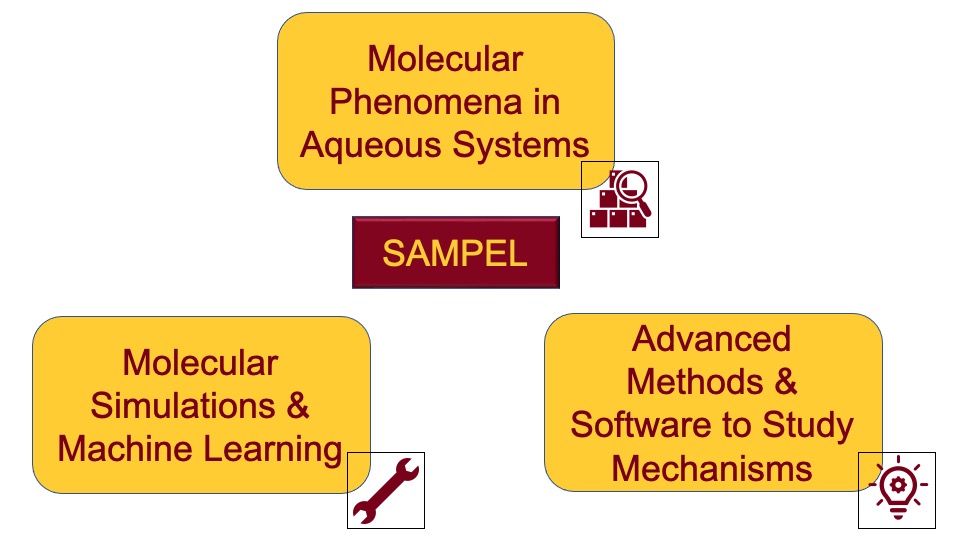 Molecular
Phenomena in
Aqueous Systems
SAMPEL
Molecular
Simulations &
Machine Learning
Advanced
Methods &
Software to Study
Mechanisms